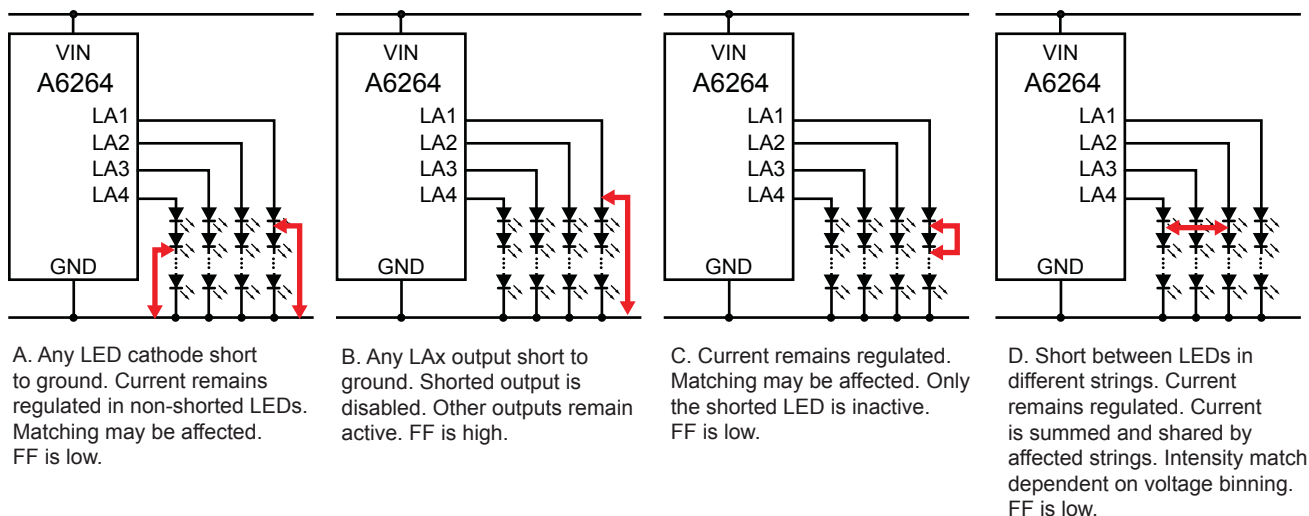 VIN
A6264
LA1
LA2
LA3
LA4
GND
VIN
A6264
LA1
LA2
LA3
LA4
GND
VIN
A6264
LA1
LA2
LA3
LA4
GND
VIN
A6264
LA1
LA2
LA3
LA4
GND
A. Any LED cathode short
to ground. Current remains
regulated in non-shorted LEDs.
Matching may be affected.
FF is low.
B. Any LAx output short to
ground. Shorted output is
disabled. Other outputs remain
active. FF is high.
C. Current remains regulated.
Matching may be affected. Only
the shorted LED is inactive.
FF is low.
D. Short between LEDs in
different strings. Current
remains regulated. Current
is summed and shared by
affected strings. Intensity match
dependent on voltage binning.
FF is low.